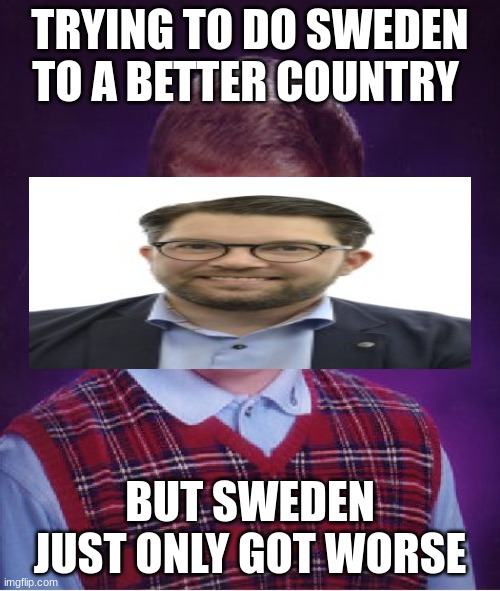 TRYING TO DO SWEDEN
TO A BETTER COUNTRY
BUT SWEDEN
JUST ONLY GOT WORSE
imgflip.com